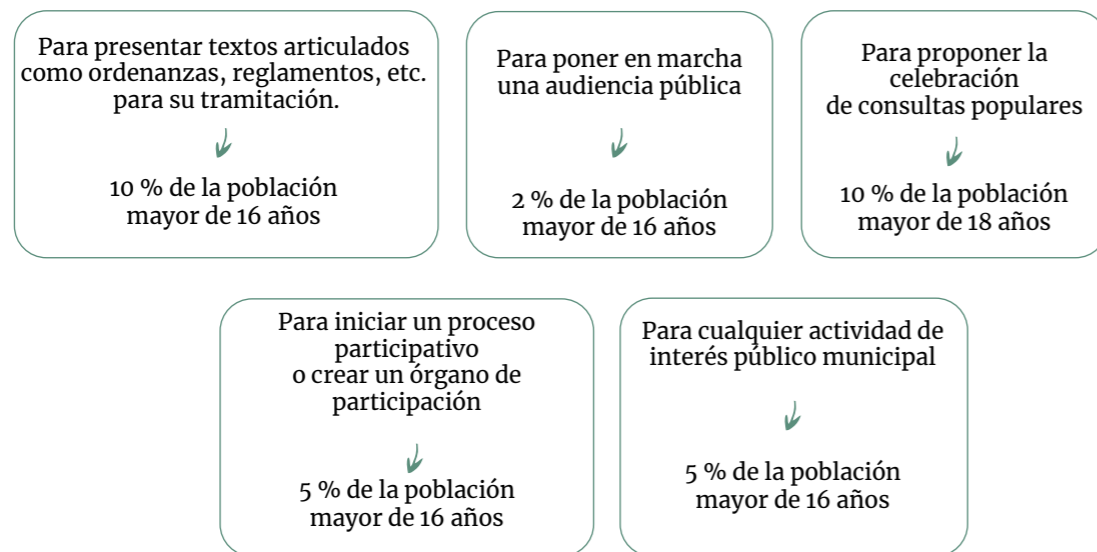 Para presentar textos articulados
como ordenanzas, reglamentos, etc.
para su tramitación.
10 % de la población
mayor de 16 años
Para poner en marcha
una audiencia pública
2 % de la población
mayor de 16 años
Para proponer la
celebración
de consultas populares
10 % de la población
mayor de 18 años
Para iniciar un proceso
participativo
o crear un órgano de
participación
5 % de la población
mayor de 16 años
Para cualquier actividad de
interés público municipal
5 % de la población
mayor de 16 años